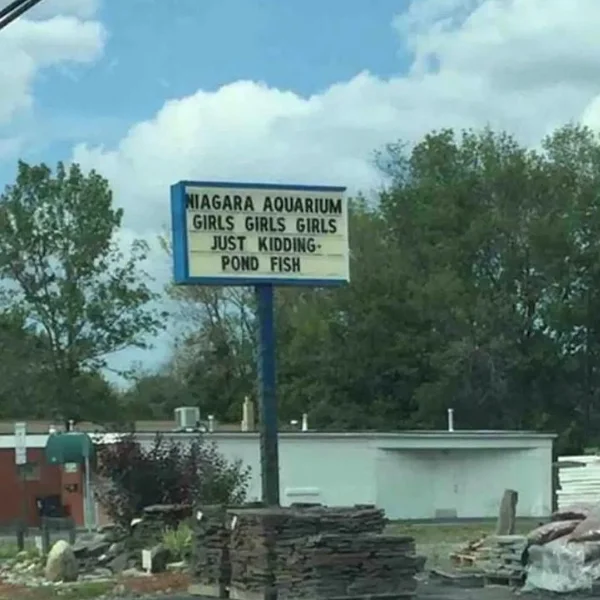 NIAGARA AQUARIUM
GIRLS GIRLS GIRLS
JUST KIDDING-
POND FISH